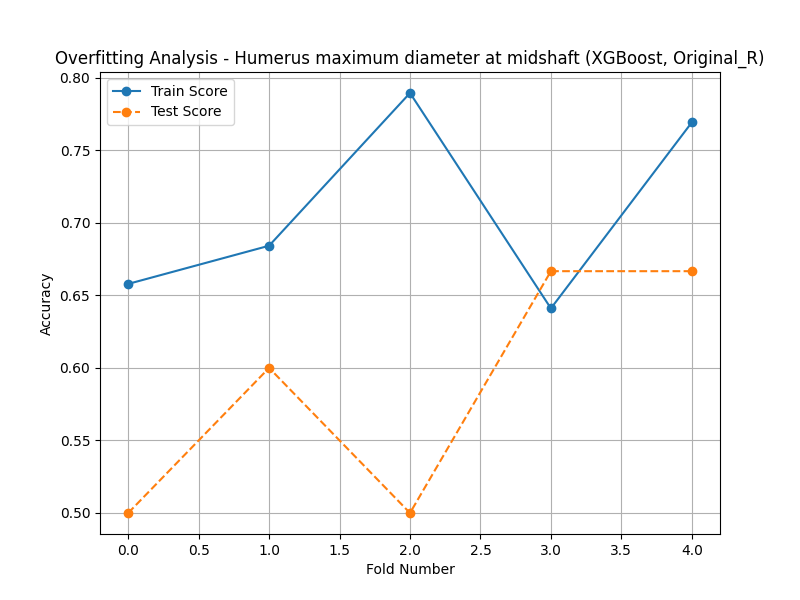 Overfitting Analysis - Humerus maximum diameter at midshaft (XGBoost, Original_R)
Train Score
Test Score
0.80
0.75
0.70
0.65
0.60
0.55
0.50
Accuracy
0.0 0.5 1.0 1.5 2.0 2.5 3.0 3.5 4.0
Fold Number